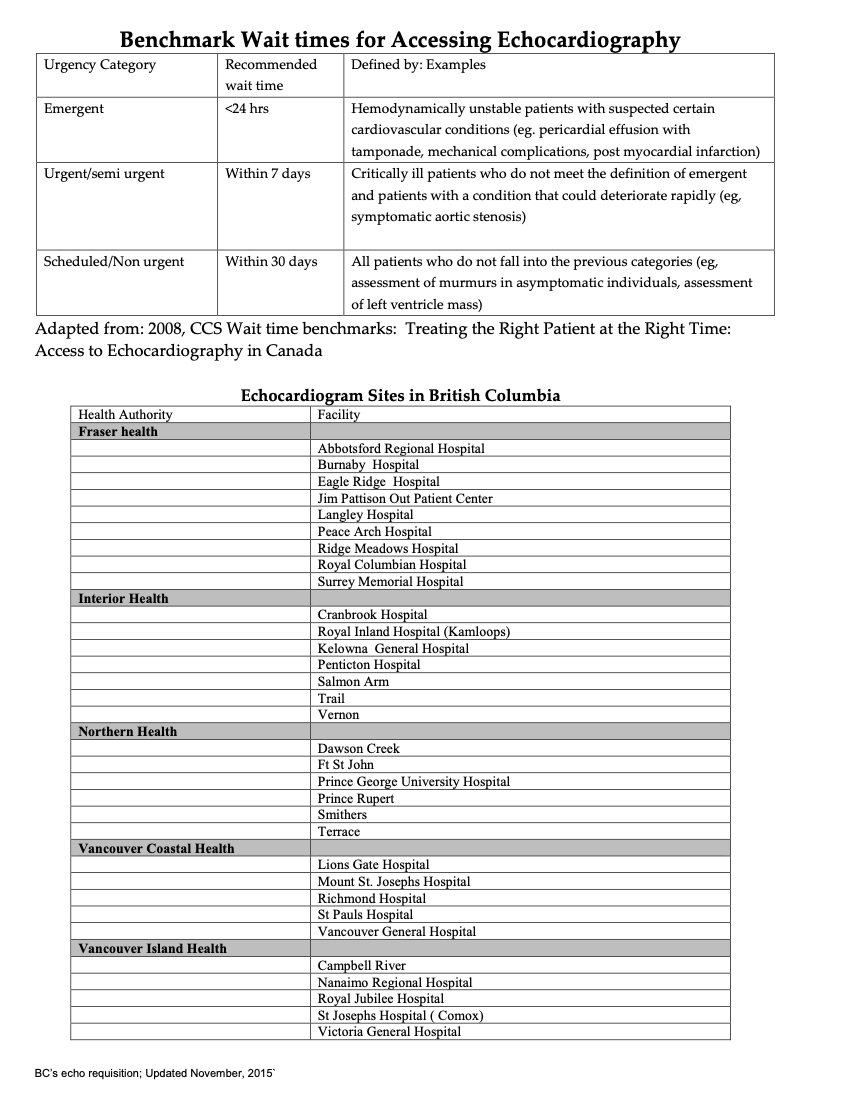 Benchmark Wait times for Accessing Echocardiography
Urgency Category
Recommended
wait time
Defined by: Examples
Emergent
<24 hrs
Hemodynamically unstable patients with suspected certain
cardiovascular conditions (eg. pericardial effusion with
tamponade, mechanical complications, post myocardial infarction)
Urgent/semi urgent
Within 7 days
Critically ill patients who do not meet the definition of emergent
and patients with a condition that could deteriorate rapidly (eg,
symptomatic aortic stenosis)
Scheduled/Non urgent
Within 30 days
All patients who do not fall into the previous categories (eg,
assessment of murmurs in asymptomatic individuals, assessment
of left ventricle mass)
Adapted from: 2008, CCS Wait time benchmarks:  Treating the Right Patient at the Right Time:
Access to Echocardiography in Canada
Echocardiogram Sites in British Columbia
Health Authority
Facility
Fraser health
Abbotsford Regional Hospital
Burnaby  Hospital
Eagle Ridge  Hospital
Jim Pattison Out Patient Center
Langley Hospital
Peace Arch Hospital
Ridge Meadows Hospital
Royal Columbian Hospital
Surrey Memorial Hospital
Interior Health
Cranbrook Hospital
Royal Inland Hospital (Kamloops)
Kelowna  General Hospital
Penticton Hospital
Salmon Arm
Trail
Vernon
Northern Health
Dawson Creek
Ft St John
Prince George University Hospital
Prince Rupert
Smithers
Terrace
Vancouver Coastal Health
Lions Gate Hospital
Mount St. Josephs Hospital
Richmond Hospital
St Pauls Hospital
Vancouver General Hospital
Vancouver Island Health
Campbell River
Nanaimo Regional Hospital
Royal Jubilee Hospital
St Josephs Hospital ( Comox)
Victoria General Hospital
BC's echo requisition; Updated November, 2015`